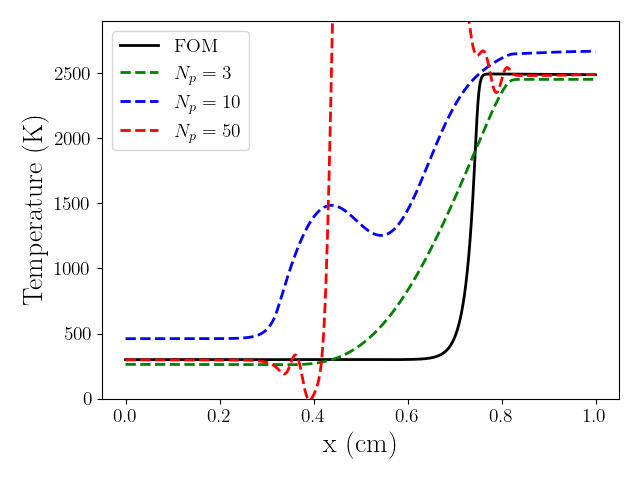 FOM
N_p = 3
N_p = 10
N_p = 50
Temperature (K)
2500
2000
1500
1000
500
0
0.0 0.2 0.4 0.6 0.8 1.0
x (cm)